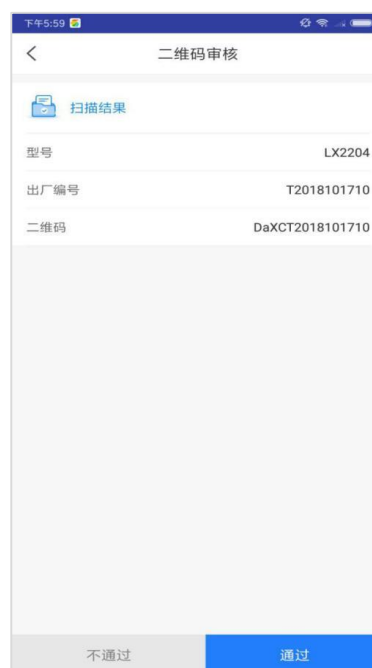 下午5:59
二维码审核
扫描结果
型号 LX2204
出厂编号 T2018101710
二维码 DaXCT2018101710
不通过 通过